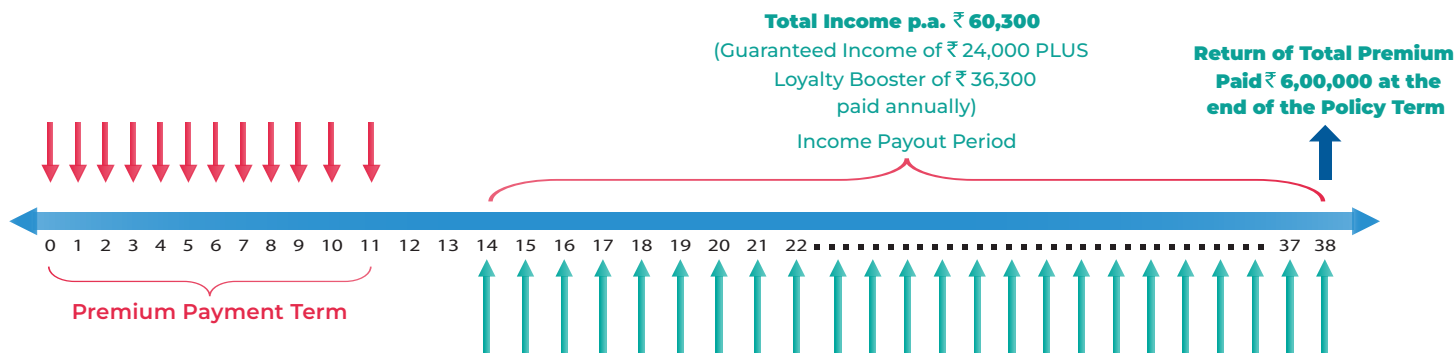 Total Income p.a. ₹ 60,300
(Guaranteed Income of ₹ 24,000 PLUS
Loyalty Booster of ₹ 36,300
paid annually)
Income Payout Period
Return of Total Premium
Paid ₹ 6,00,000 at the
end of the Policy Term
0 1 2 3 4 5 6 7 8 9 10 11 12 13 14 15 16 17 18 19 20 21 22 37 38
Premium Payment Term